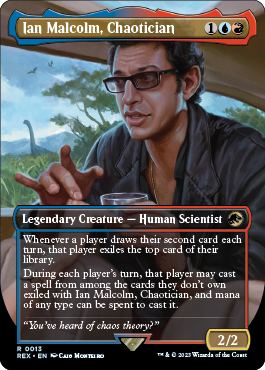 Ian Malcolm, Chaotician 1
Legendary Creature — Human Scientist
Whenever a player draws their second card each
turn, that player exiles the top card of their
library.
During each player's turn, that player may cast
a spell from among the cards they don't own
exiled with Ian Malcolm, Chaotician, and mana
of any type can be spent to cast it.
"You've heard of chaos theory?"
2/2
R 0013
REX • EN Caio Monteiro
™ & © 2023 Wizards of the Coast